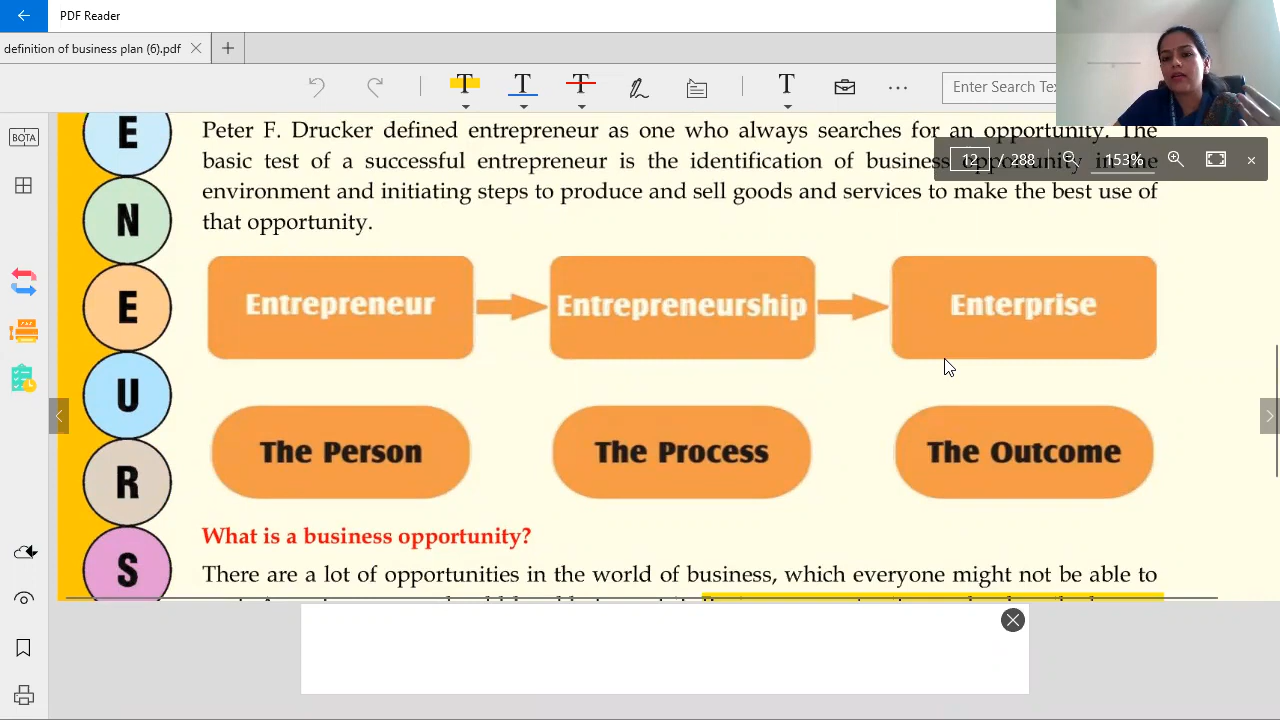 PDF Reader
definition of business plan (6).pdf
T T T T Enter Search Te
BOTA
12 / 288 153%
E
N
E
U
R
S
Peter F. Drucker defined entrepreneur as one who always searches for an opportunity. The
basic test of a successful entrepreneur is the identification of business opportunity in the
environment and initiating steps to produce and sell goods and services to make the best use of
that opportunity.
Entrepreneur Entrepreneurship Enterprise
The Person The Process The Outcome
What is a business opportunity?
There are a lot of opportunities in the world of business, which everyone might not be able to